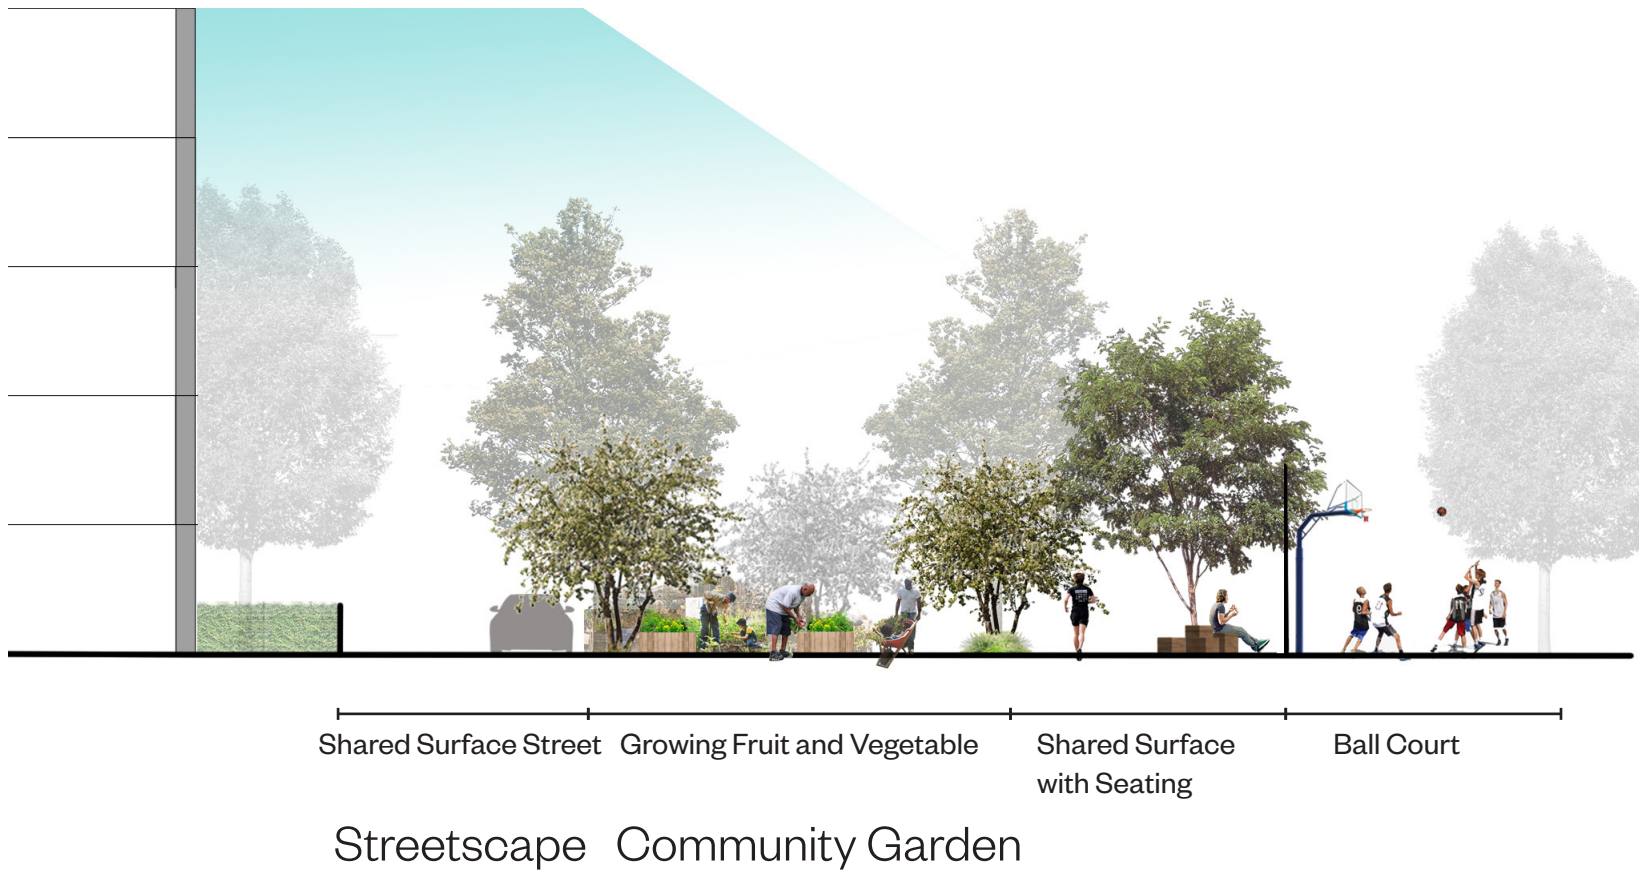 Shared Surface Street
Growing Fruit and Vegetable
Shared Surface
with Seating
Ball Court
Streetscape
Community Garden